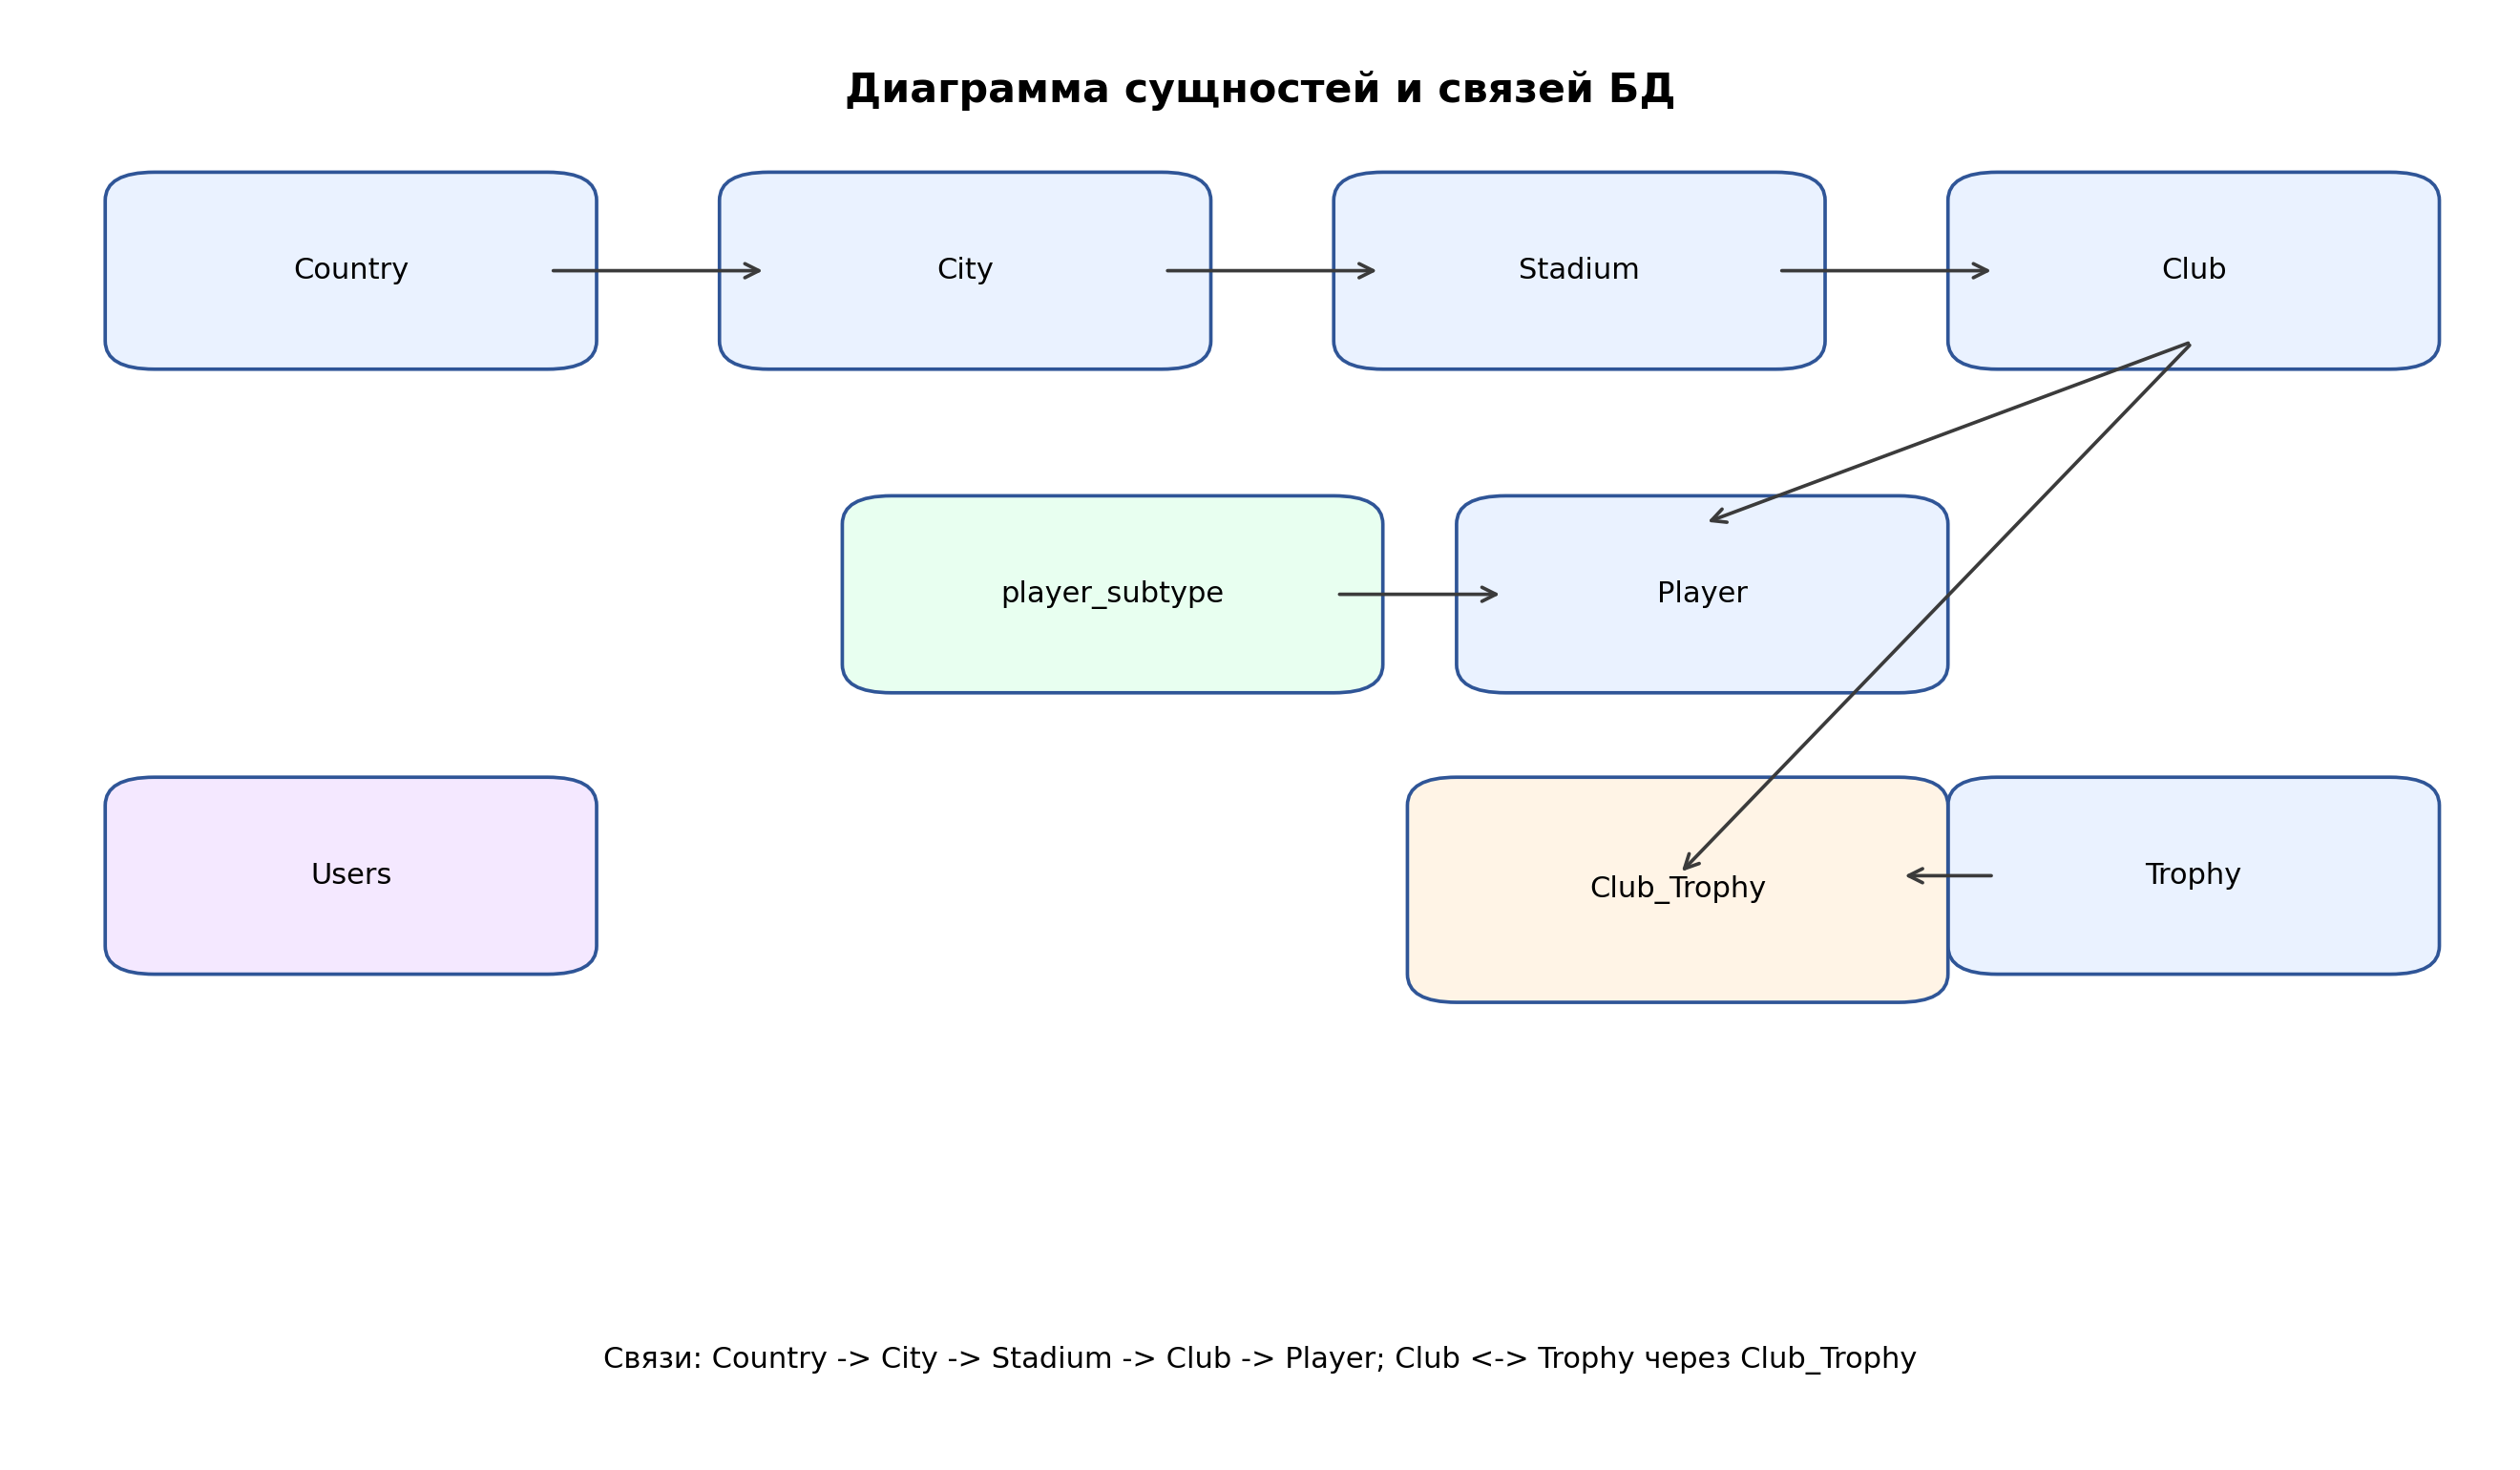 Диаграмма сущностей и связей БД
Country
City
Stadium
Club
player_subtype
Player
Users
Club_Trophy
Trophy
Связи: Country -> City -> Stadium -> Club -> Player; Club <-> Trophy через Club_Trophy